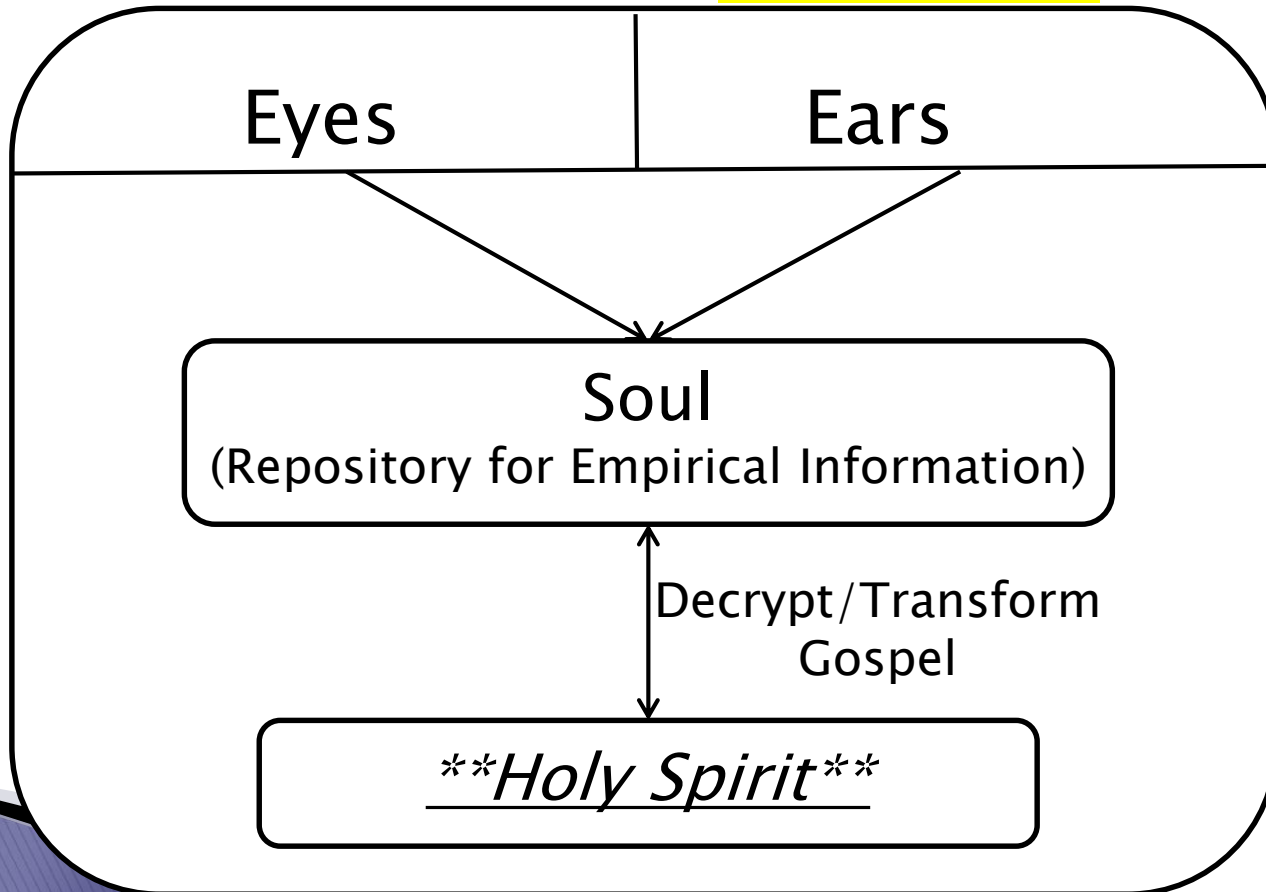 Eyes
Ears
Soul
(Repository for Empirical Information)
Decrypt/Transform
Gospel
**Holy Spirit**